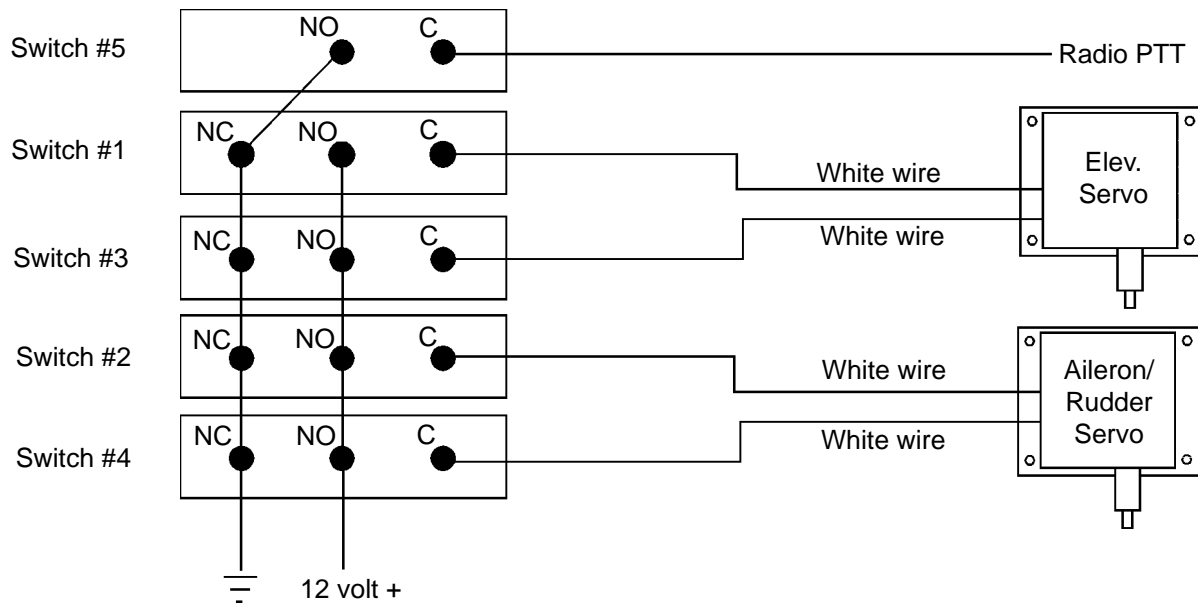 Switch #5
NO
C
Radio PTT
Switch #1
NC
NO
C
White wire
Elev.
Servo
Switch #3
NC
NO
C
White wire
Switch #2
NC
NO
C
White wire
Aileron/
Rudder
Servo
Switch #4
NC
NO
C
White wire
12 volt +